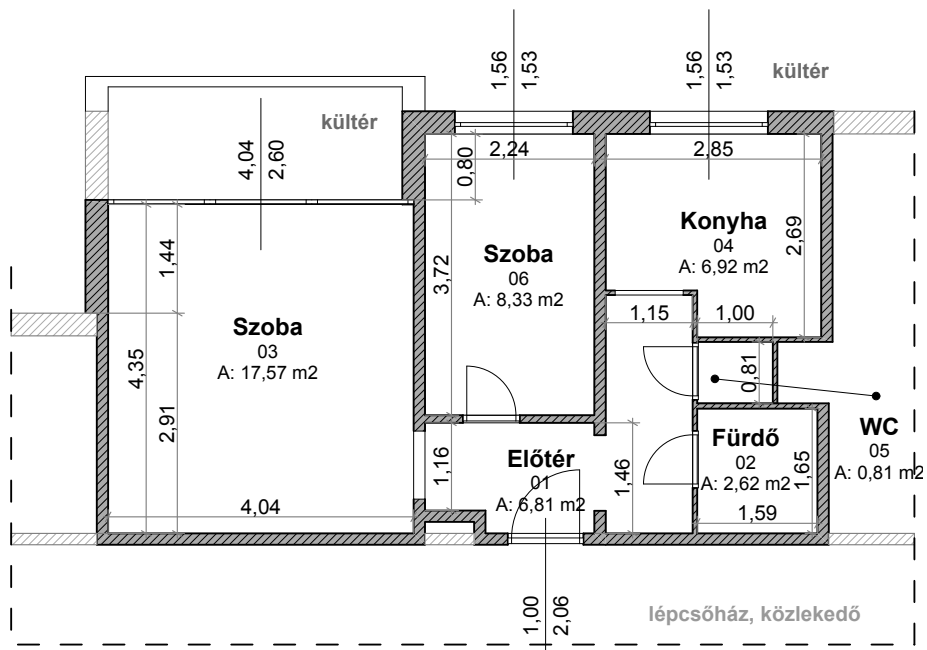 kültér
kültér
1,56
1,53
1,56
1,53
4,04
2,60
0,80
2,24
2,85
Konyha
04
A: 6,92 m2
2,69
Szoba
06
A: 8,33 m2
3,72
1,44
Szoba
03
A: 17,57 m2
4,35
2,91
1,15
1,00
0,81
WC
05
A: 0,81 m2
Előtér
01
A: 6,81 m2
1,16
1,46
Fürdő
02
A: 2,62 m2
1,65
1,59
4,04
1,00
2,06
lépcsőház, közlekedő